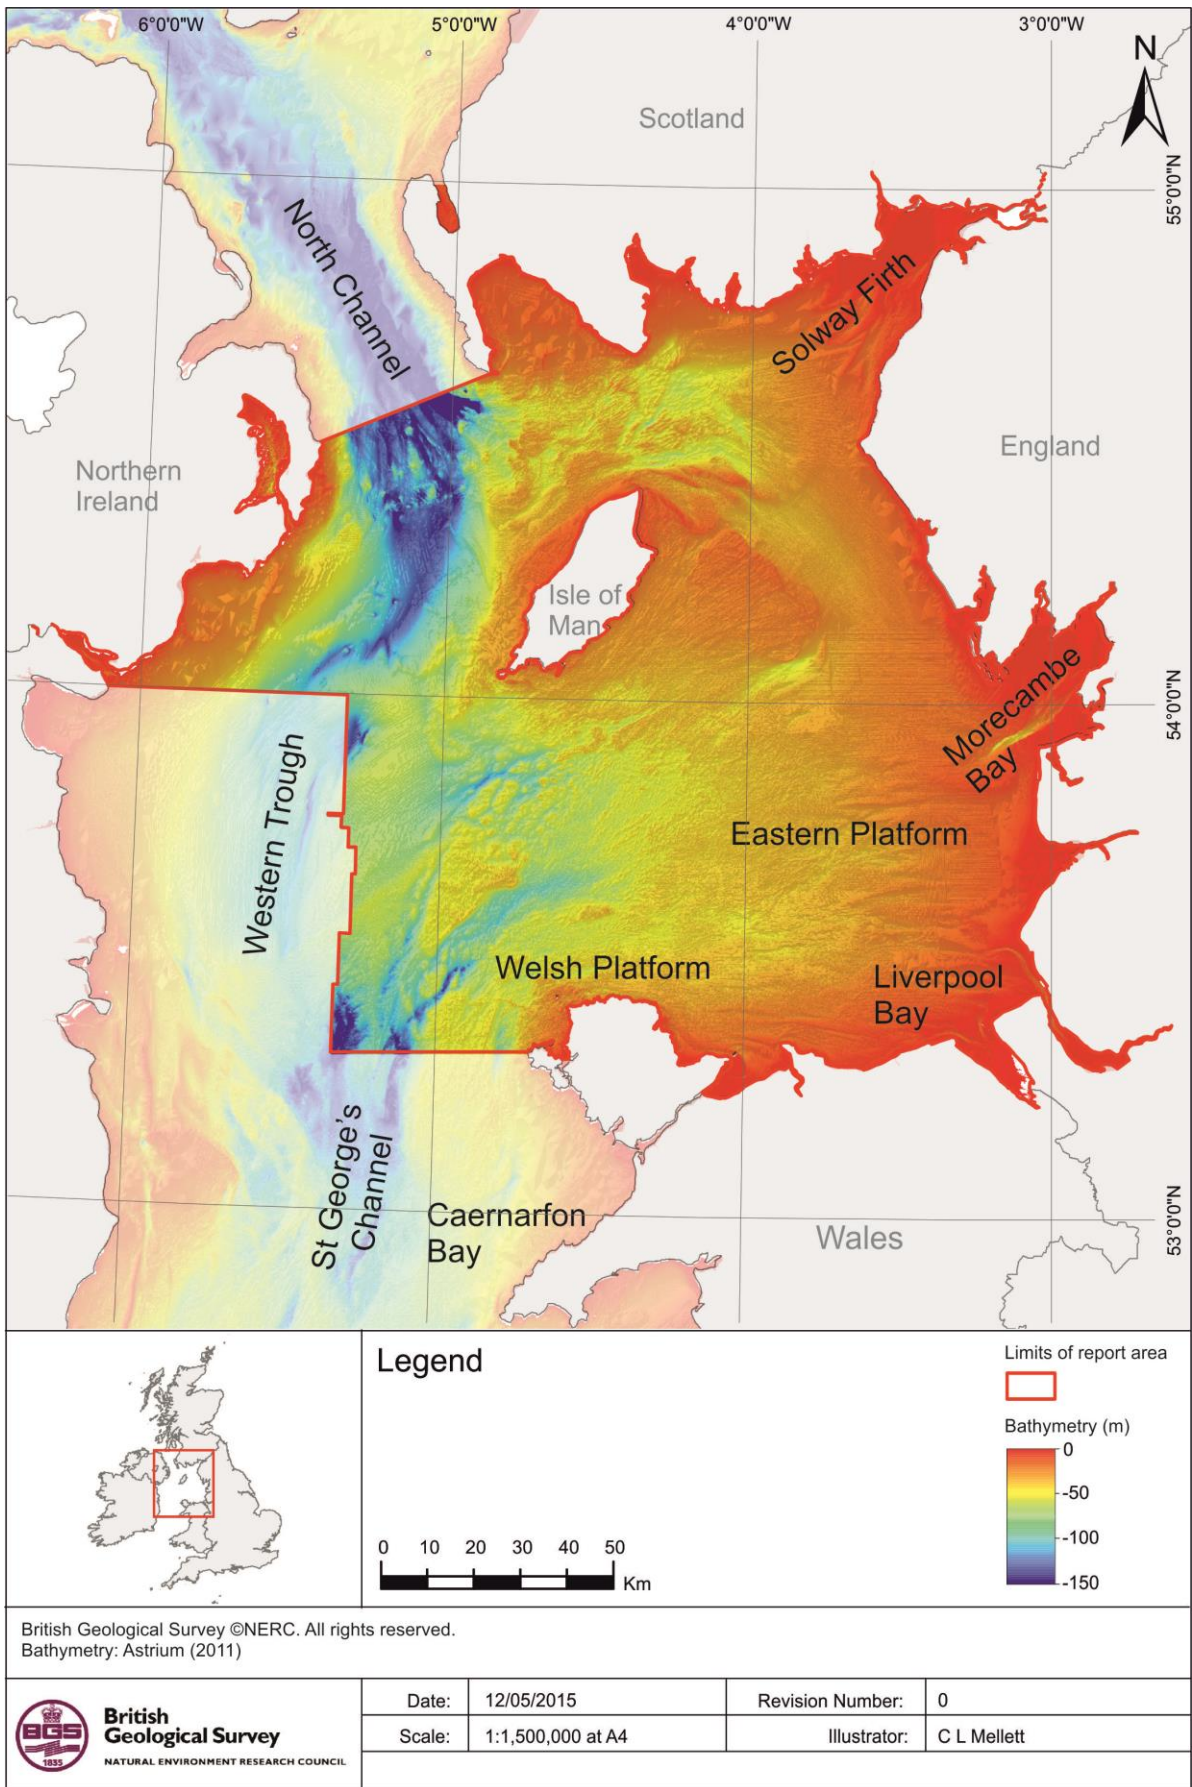 6°0'0"W
5°0'0"W
4°0'0"W
3°0'0"W
N
Scotland
55°0'0"N
North Channel
Solway Firth
England
Northern
Ireland
Isle of
Man
54°0'0"N
Morecambe
Bay
Western Trough
Eastern Platform
Welsh Platform
Liverpool
Bay
St George's
Channel
Caernarfon
Bay
Wales
53°0'0"N
Legend
Limits of report area
Bathymetry (m)
0
-50
-100
-150
0 10 20 30 40 50
Km
British Geological Survey ©NERC. All rights reserved.
Bathymetry: Astrium (2011)
BGS
1835
British
Geological Survey
NATURAL ENVIRONMENT RESEARCH COUNCIL
Date: 12/05/2015 Revision Number: 0
Scale: 1:1,500,000 at A4 Illustrator: C L Mellett